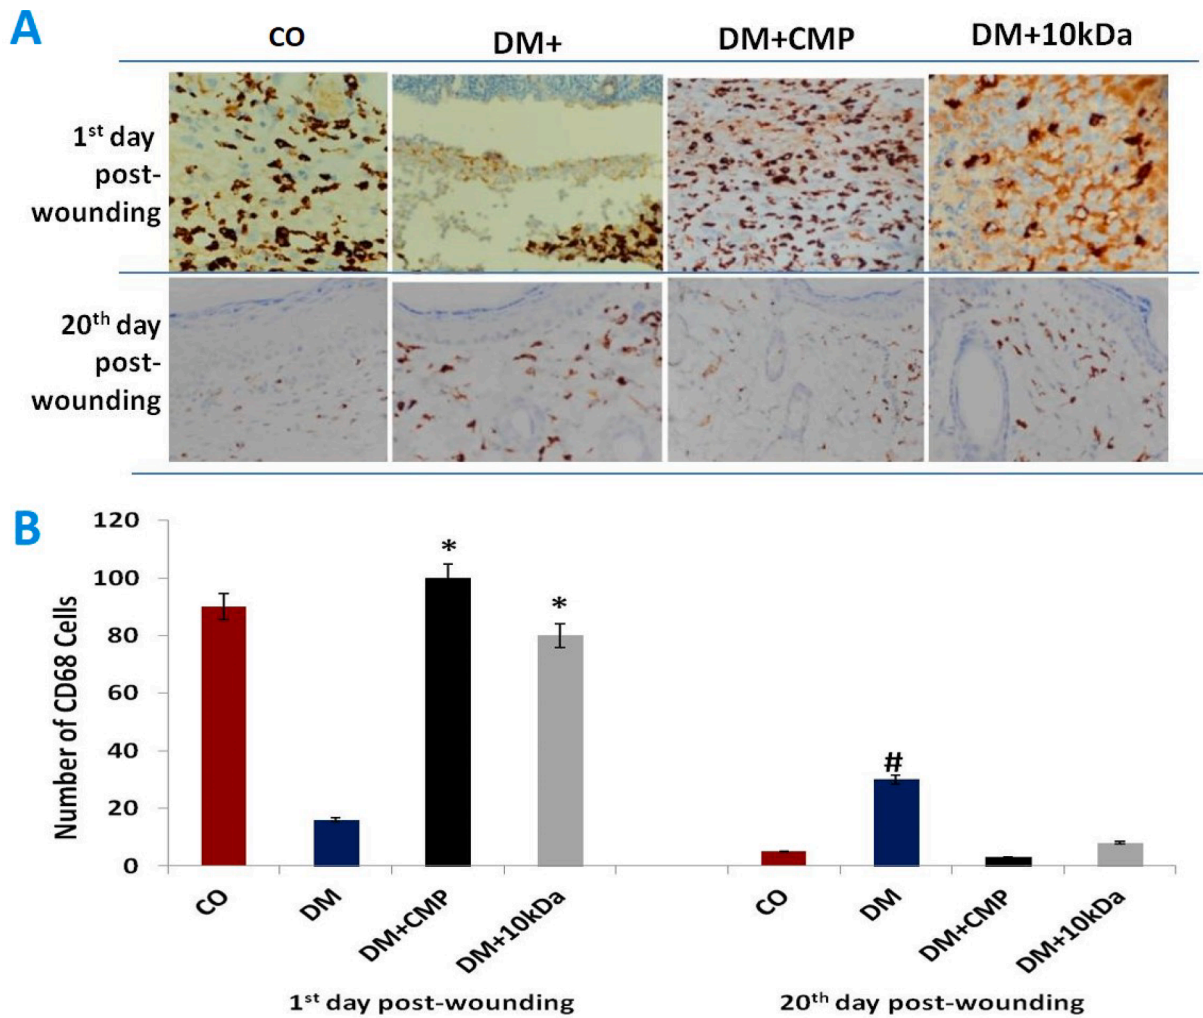 A
CO
DM+
DM+CMP
DM+10kDa
1st day
post-
wounding
20th day
post-
wounding
B
Number of CD68 Cells
120
100
80
60
40
20
0
*
*
#
CO
DM
DM+CMP
DM+10kDa
CO
DM
DM+CMP
DM+10kDa
1st day post-wounding
20th day post-wounding